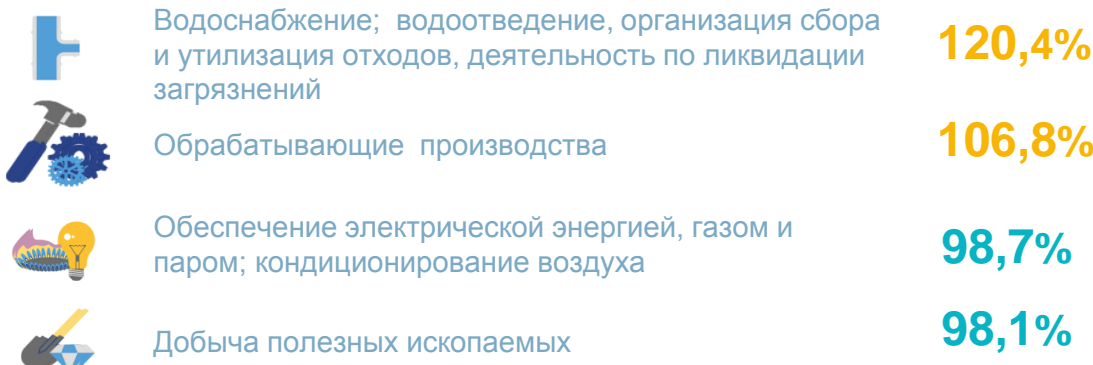 Водоснабжение; водоотведение, организация сбора
и утилизация отходов, деятельность по ликвидации
загрязнений
120,4%
Обрабатывающие производства
106,8%
Обеспечение электрической энергией, газом и
паром; кондиционирование воздуха
98,7%
Добыча полезных ископаемых
98,1%